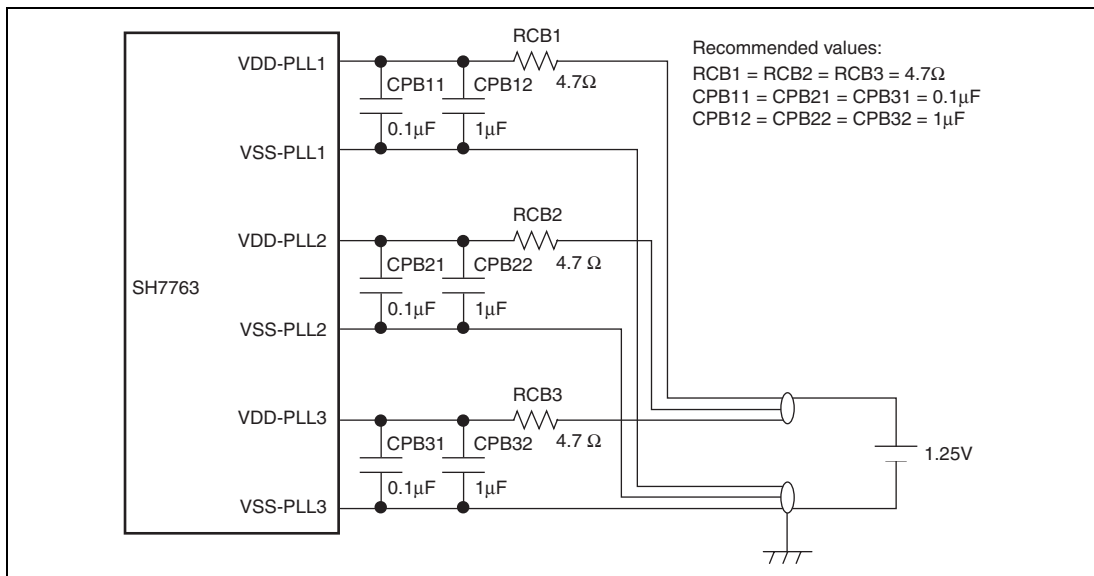 RCB1
VDD-PLL1
CPB11
CPB12
4.7Ω
0.1μF
1μF
VSS-PLL1
Recommended values:
RCB1 = RCB2 = RCB3 = 4.7Ω
CPB11 = CPB21 = CPB31 = 0.1μF
CPB12 = CPB22 = CPB32 = 1μF
RCB2
VDD-PLL2
CPB21
CPB22
4.7 Ω
SH7763
0.1μF
1μF
VSS-PLL2
RCB3
VDD-PLL3
CPB31
CPB32
4.7 Ω
0.1μF
1μF
VSS-PLL3
1.25V